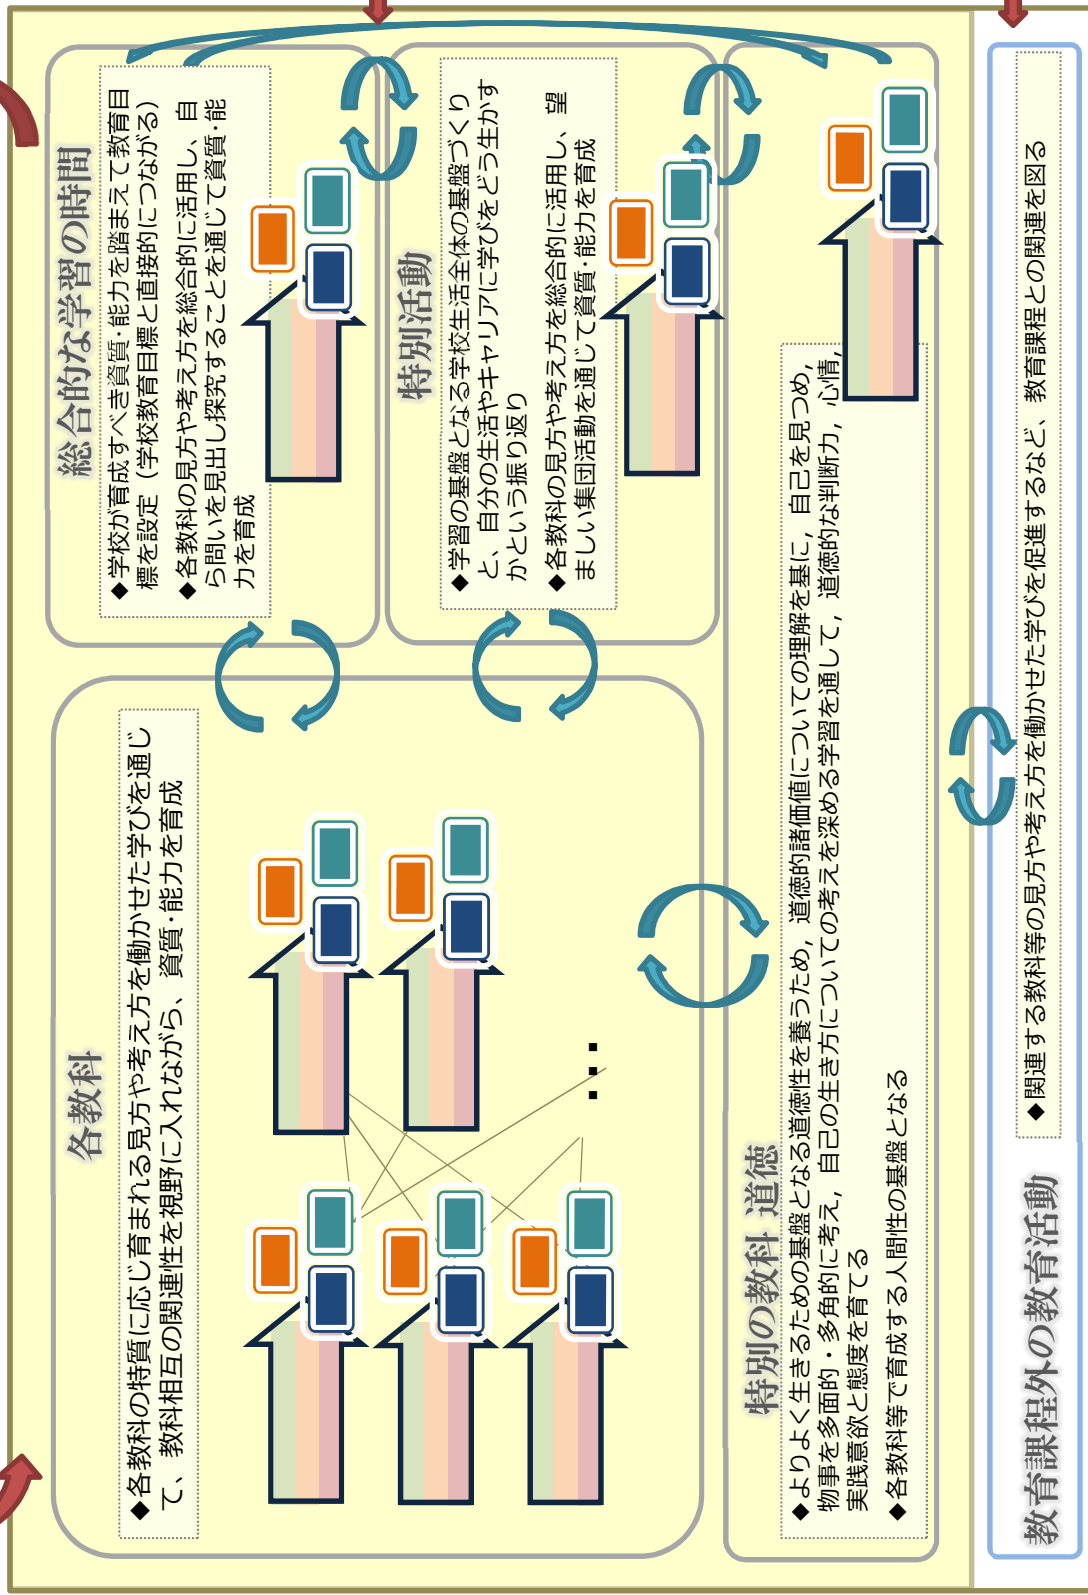 各教科
◆各教科の特質に応じ育まれる見方や考え方を働かせた学びを通じ
て、教科相互の関連性を視野に入れながら、資質・能力を育成
総合的な学習の時間
◆学校が育成すべき資質・能力を踏まえて教育目
標を設定（学校教育目標と直接的につながる）
◆各教科の見方や考え方を総合的に活用し、自
ら問いを見出し探究することを通じて資質・能
力を育成
特別活動
◆学習の基盤となる学校生活全体の基盤づくり
と、自分の生活やキャリアに学びをどう生かす
かという振り返り
◆各教科の見方や考え方を総合的に活用し、望
ましい集団活動を通じて資質・能力を育成
特別の教科 道徳
◆よりよく生きるための基盤となる道徳性を養うため，道徳的諸価値についての理解を基に，自己を見つめ，
物事を多面的・多角的に考え，自己の生き方についての考えを深める学習を通して，道徳的な判断力，心情，
実践意欲と態度を育てる
◆各教科等で育成する人間性の基盤となる
教育課程外の教育活動
◆関連する教科等の見方や考え方を働かせた学びを促進するなど、教育課程との関連を図る